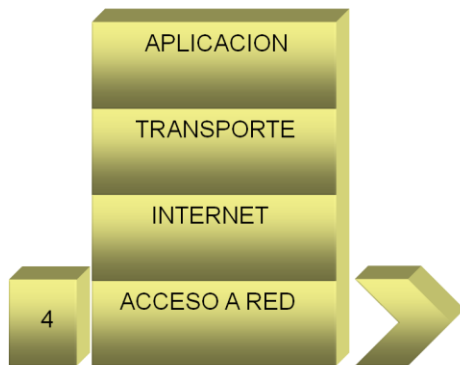 APLICACION
TRANSPORTE
INTERNET
4
ACCESO A RED